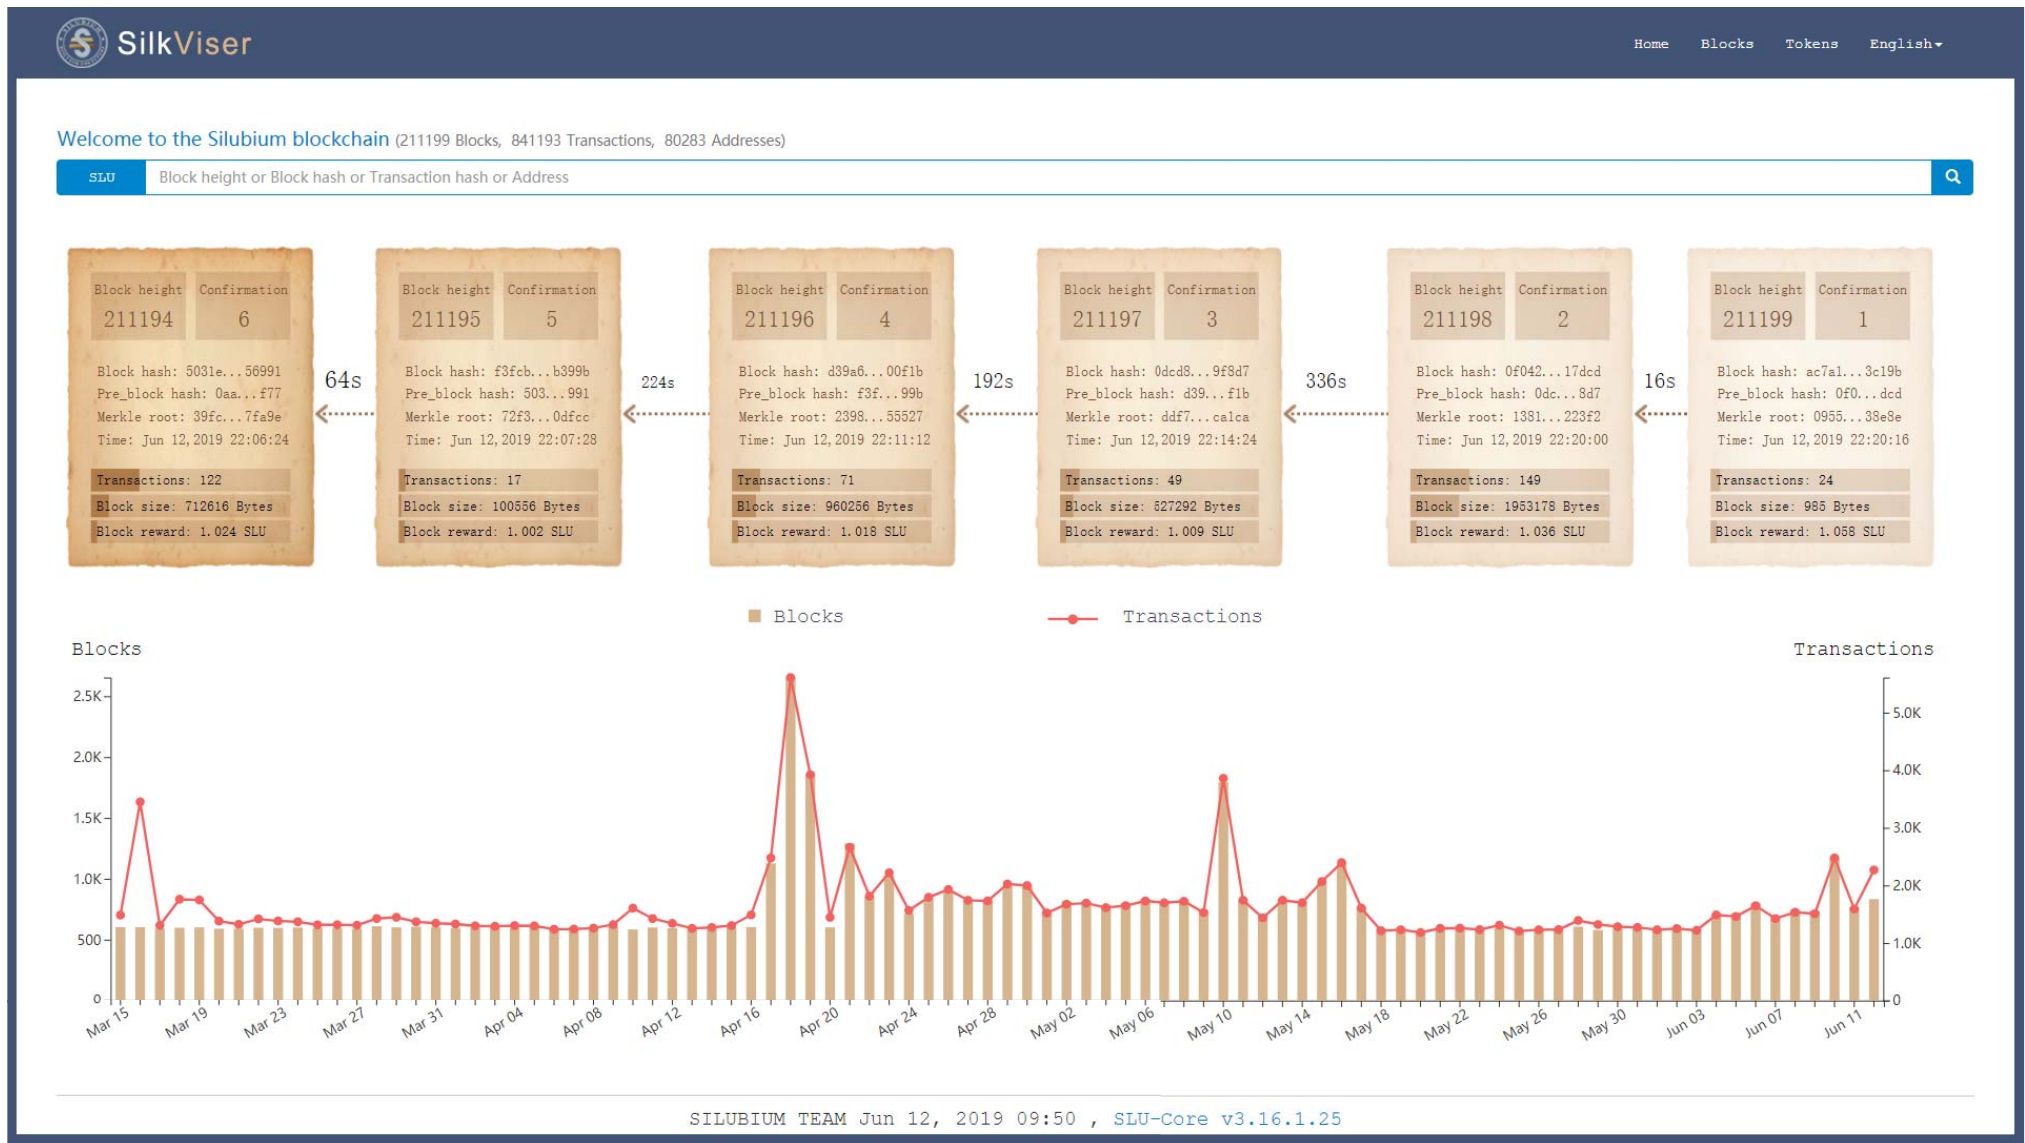 SilkViser
Home Blocks Tokens English
Welcome to the Silubium blockchain (211199 Blocks, 841193 Transactions, 80283 Addresses)
SLU Block height or Block hash or Transaction hash or Address
Block height Confirmation
211194 6
Block hash: 5031e...56991
Pre_block hash: 0aa...f77
Merkle root: 39fc...7fa9e
Time: Jun 12,2019 22:06:24
Transactions: 122
Block size: 712616 Bytes
Block reward: 1.024 SLU
64s
Block height Confirmation
211195 5
Block hash: f3fcb...b399b
Pre_block hash: 503...991
Merkle root: 72f3...0dfcc
Time: Jun 12,2019 22:07:28
Transactions: 17
Block size: 100556 Bytes
Block reward: 1.002 SLU
224s
Block height Confirmation
211196 4
Block hash: d39a6...00f1b
Pre_block hash: f3f...99b
Merkle root: 2398...55527
Time: Jun 12,2019 22:11:12
Transactions: 71
Block size: 960256 Bytes
Block reward: 1.018 SLU
192s
Block height Confirmation
211197 3
Block hash: 0dcd8...9f8d7
Pre_block hash: d39...f1b
Merkle root: ddf7...ca1ca
Time: Jun 12,2019 22:14:24
Transactions: 49
Block size: 527292 Bytes
Block reward: 1.009 SLU
336s
Block height Confirmation
211198 2
Block hash: 0f042...17dcd
Pre_block hash: 0dc...8d7
Merkle root: 1381...223f2
Time: Jun 12,2019 22:20:00
Transactions: 149
Block size: 1953178 Bytes
Block reward: 1.036 SLU
16s
Block height Confirmation
211199 1
Block hash: ac7a1...3c19b
Pre_block hash: 0f0...dcd
Merkle root: 0955...38e8e
Time: Jun 12,2019 22:20:16
Transactions: 24
Block size: 985 Bytes
Block reward: 1.058 SLU
Blocks Transactions
Blocks
2.5K
2.0K
1.5K
1.0K
500
0
Transactions
5.0K
4.0K
3.0K
2.0K
1.0K
0
Mar 15 Mar 19 Mar 23 Mar 27 Mar 31 Apr 04 Apr 08 Apr 12 Apr 16 Apr 20 Apr 24 Apr 28 May 02 May 06 May 10 May 14 May 18 May 22 May 26 May 30 Jun 03 Jun 07 Jun 11
SILUBIUM TEAM Jun 12, 2019 09:50 , SLU-Core v3.16.1.25